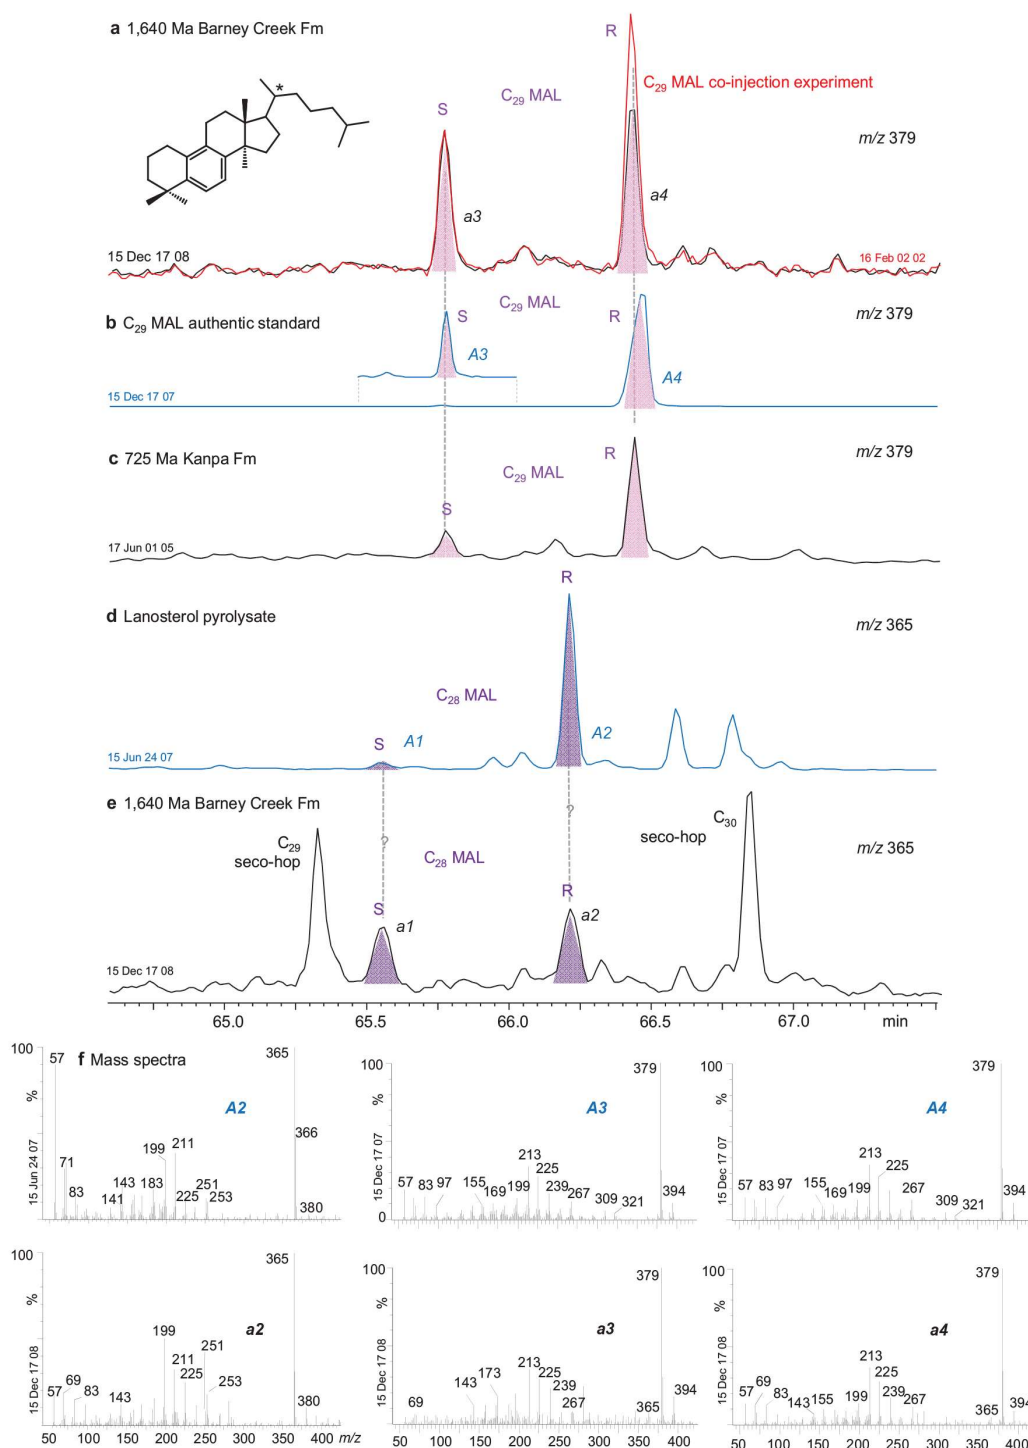 a 1,640 Ma Barney Creek Fm
R
C29 MAL co-injection experiment
C29 MAL
S
*
m/z 379
a3
a4
15 Dec 17 08
16 Feb 02 02
b C29 MAL authentic standard
C29 MAL
S
R
m/z 379
A3
A4
15 Dec 17 07
c 725 Ma Kanpa Fm
R
m/z 379
C29 MAL
S
17 Jun 01 05
R
d Lanosterol pyrolysate
m/z 365
C28 MAL
S
A1
A2
15 Jun 24 07
e 1,640 Ma Barney Creek Fm
?
?
C29
seco-hop
C30
seco-hop
m/z 365
C28 MAL
S
R
a1
a2
15 Dec 17 08
65.0 65.5 66.0 66.5 67.0 min
f Mass spectra
100
%
15 Jun 24 07
57
365
A2
366
199
211
71
83
143
183
251
141
225
253
380
100
%
15 Dec 17 07
0
379
A3
213
225
83 97
155
169
199
239
267
309
321
394
100
%
15 Dec 17 07
379
A4
213
225
83 97
155
169
199
239
267
309
321
394
100
%
15 Dec 17 08
365
a2
199
251
211
225
69
57
83
143
253
380
50 100 150 200 250 300 350 400 m/z
100
%
15 Dec 17 08
379
a3
213
225
173
143
239
69
267
365
394
50 100 150 200 250 300 350 400
100
%
15 Dec 17 08
379
a4
213
225
69
57
83
143
155
199
239
267
365
394
50 100 150 200 250 300 350 400